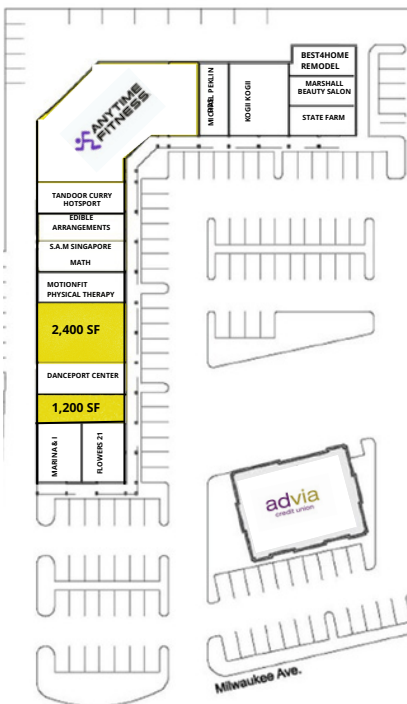 BEST4HOME
REMODEL
MARSHALL
BEAUTY SALON
STATE FARM
KOGII KOGII
PEKLIN
ANYTIME
FITNESS
TANDOOR CURRY
HOTSPORT
EDIBLE
ARRANGEMENTS
S.A.M SINGAPORE
MATH
MOTIONFIT
PHYSICAL THERAPY
2,400 SF
DANCEPORT CENTER
1,200 SF
MARINA & I
FLOWERS 21
advia
credit union
Milwaukee Ave.